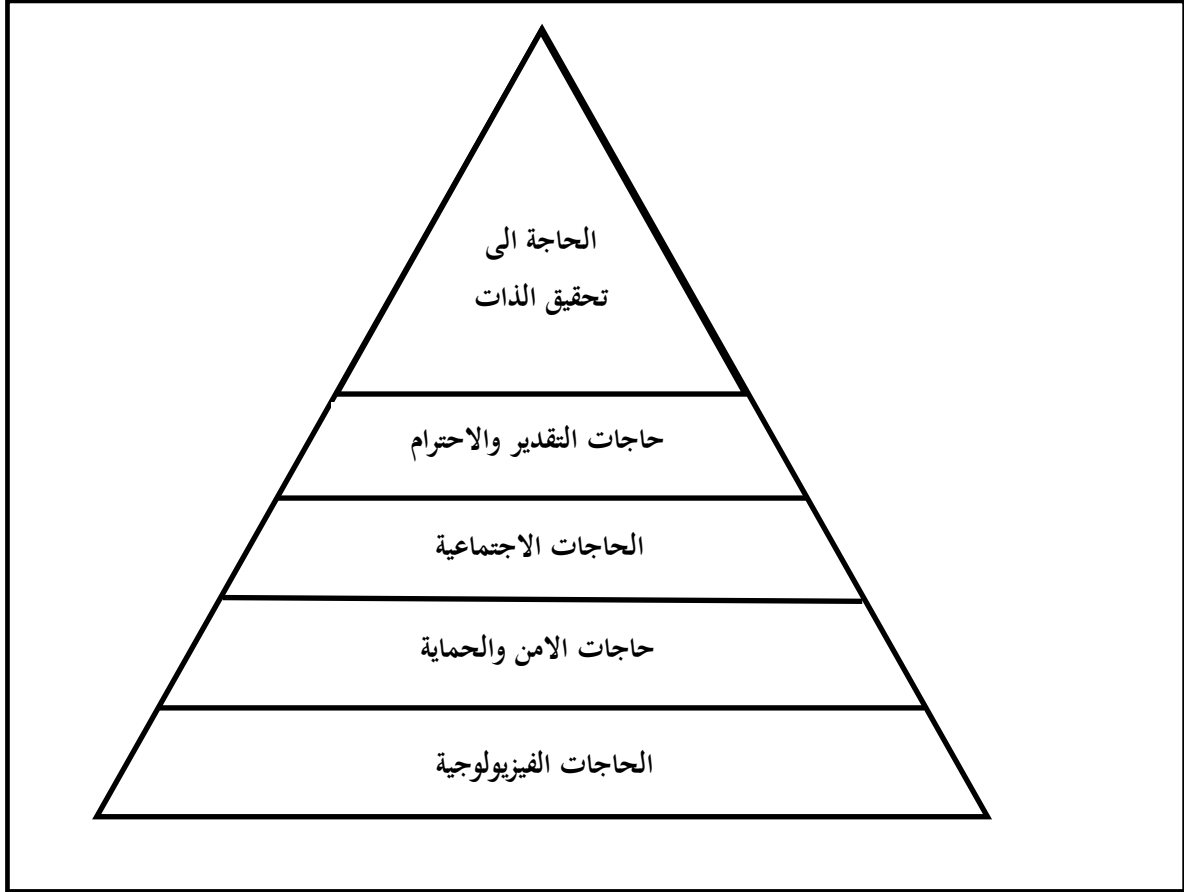 الحاجة الى
تحقيق الذات
حاجات التقدير والاحترام
الحاجات الاجتماعية
حاجات الامن والحماية
الحاجات الفيزيولوجية